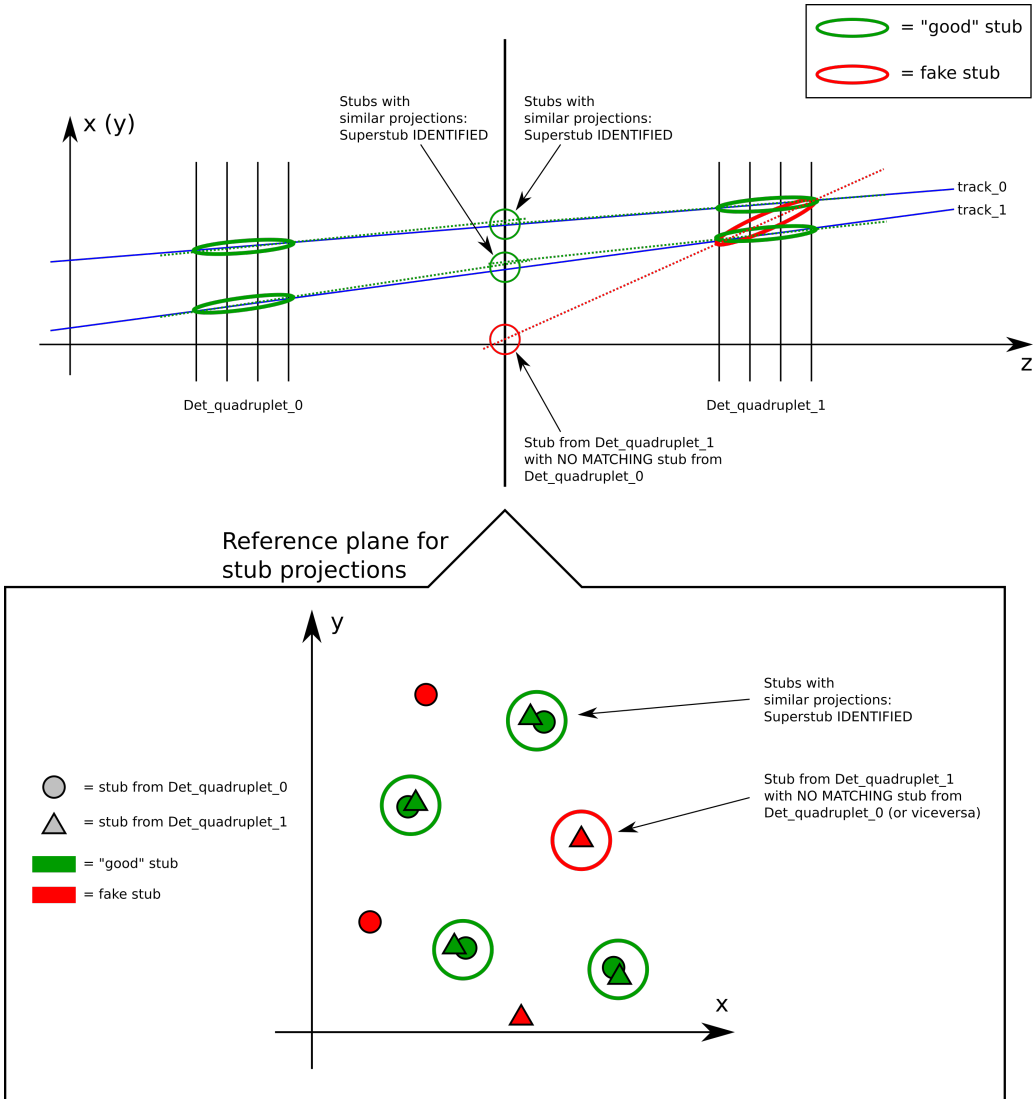 = "good" stub
= fake stub
x (y)
Stubs with
similar projections:
Superstub IDENTIFIED
Stubs with
similar projections:
Superstub IDENTIFIED
track_0
track_1
z
Det_quadruplet_0
Det_quadruplet_1
Stub from Det_quadruplet_1
with NO MATCHING stub from
Det_quadruplet_0
Reference plane for
stub projections
y
Stubs with
similar projections:
Superstub IDENTIFIED
Stub from Det_quadruplet_1
with NO MATCHING stub from
Det_quadruplet_0 (or viceversa)
= stub from Det_quadruplet_0
= stub from Det_quadruplet_1
= "good" stub
= fake stub
x